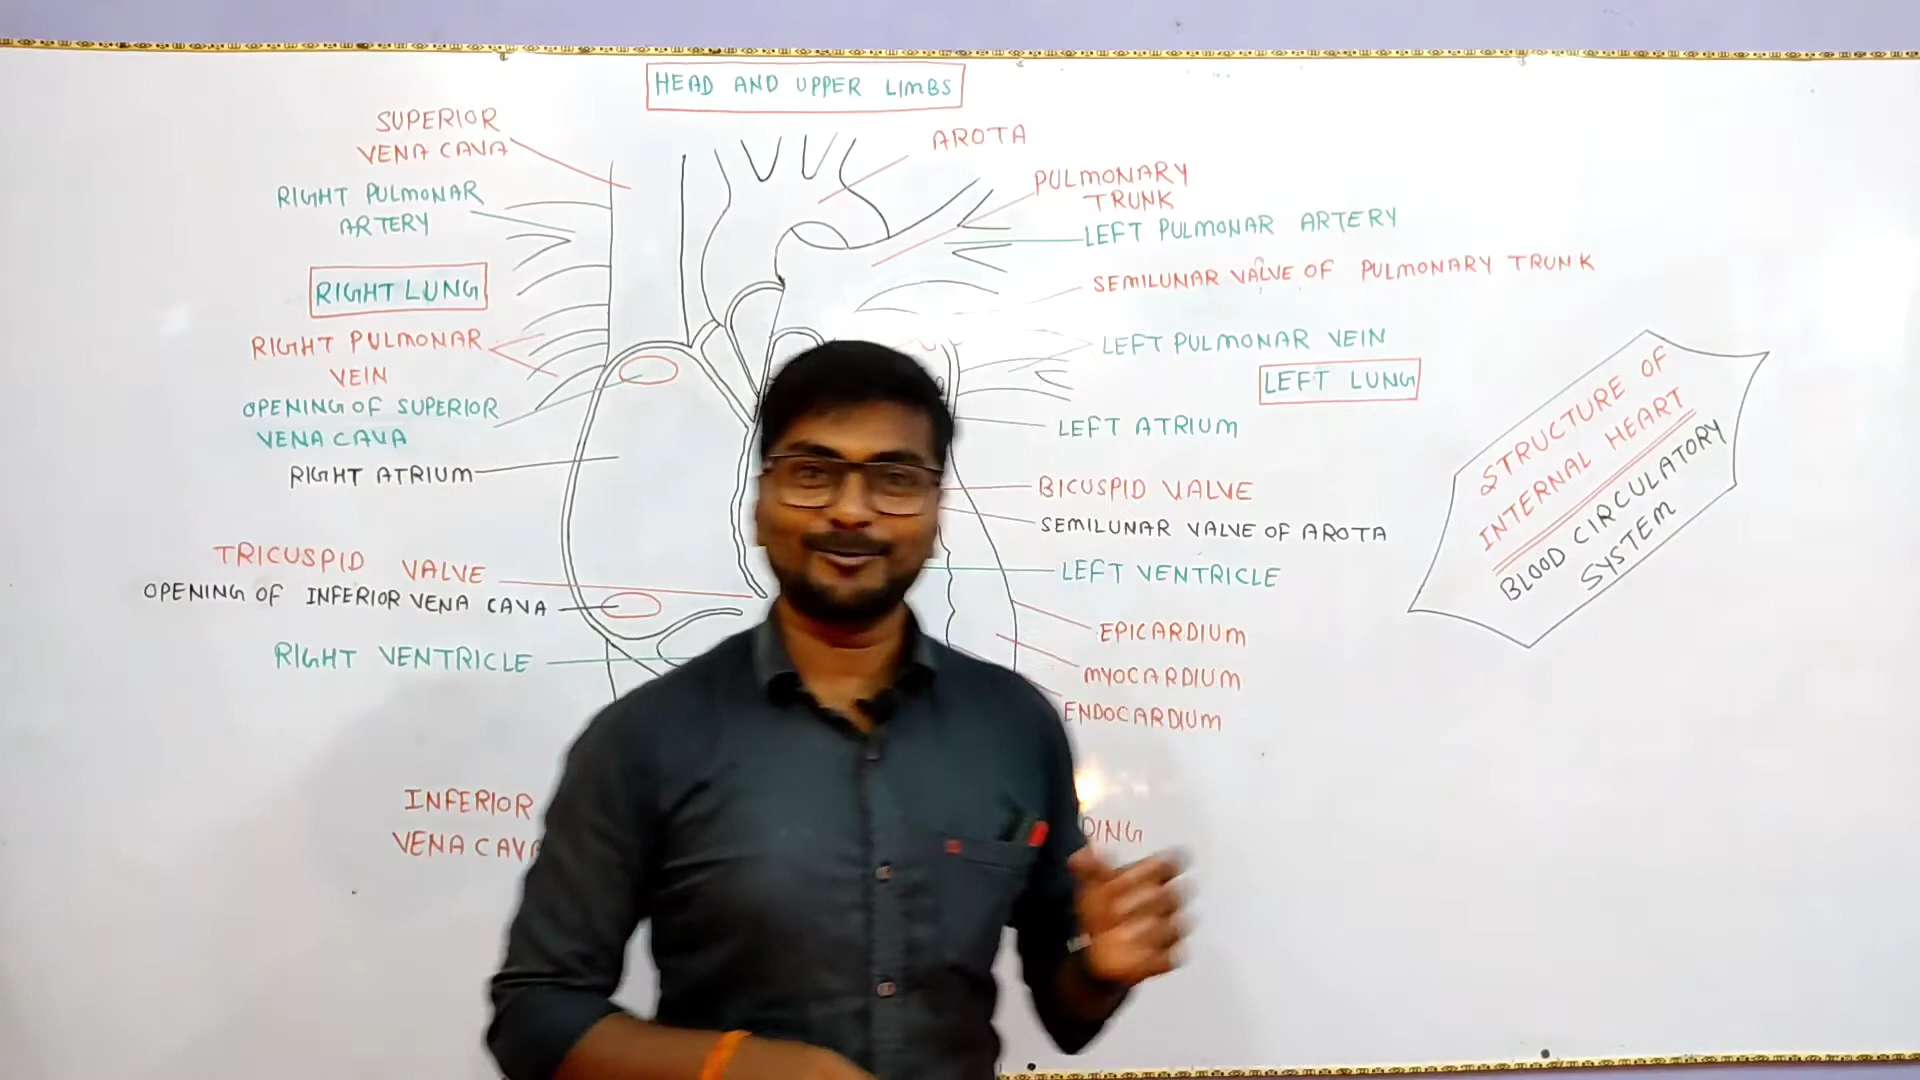 HEAD AND UPPER LIMBS
SUPERIOR
VENA CAVA
RIGHT PULMONAR
ARTERY
RIGHT LUNG
RIGHT PULMONAR
VEIN
OPENING OF SUPERIOR
VENA CAVA
RIGHT ATRIUM
TRICUSPID VALVE
OPENING OF INFERIOR VENA CAVA
RIGHT VENTRICLE
INFERIOR
VENA CAVA
AROTA
PULMONARY
TRUNK
LEFT PULMONAR ARTERY
SEMILUNAR VALVE OF PULMONARY TRUNK
LEFT PULMONAR VEIN
LEFT LUNG
LEFT ATRIUM
BICUSPID VALVE
SEMILUNAR VALVE OF AROTA
LEFT VENTRICLE
EPICARDIUM
MYOCARDIUM
ENDOCARDIUM
STRUCTURE OF
INTERNAL HEART
BLOOD CIRCULATORY
SYSTEM